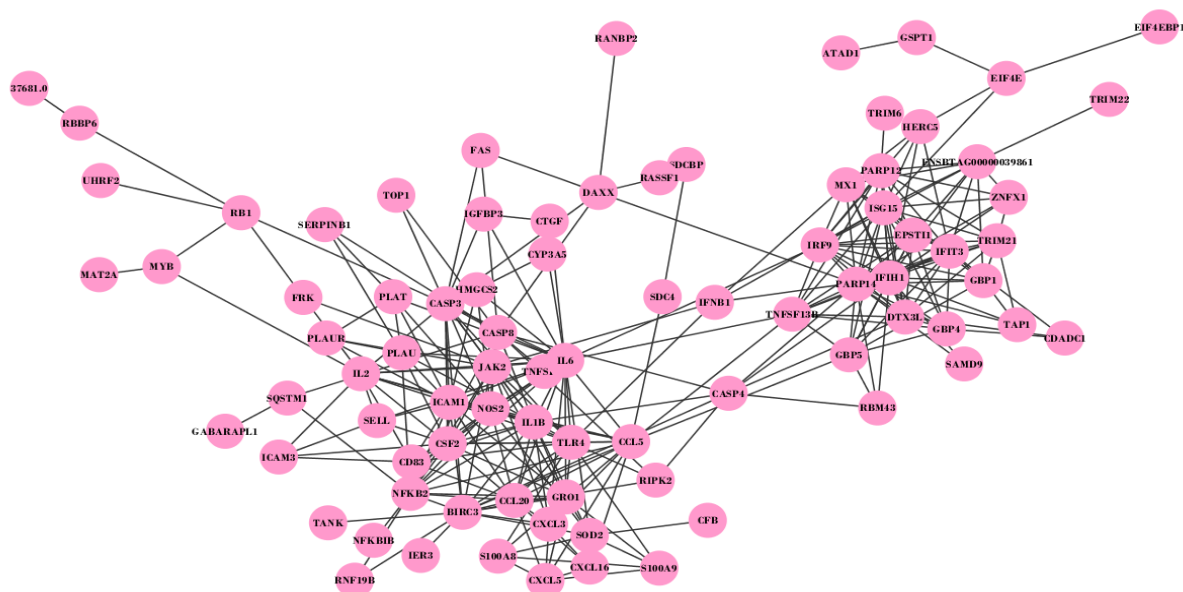 EIF4EBP1
RANBP2
GSPT1
ATAD1
EIF4E
37681.0
TRIM22
RBBP6
TRIM6
HERC5
FAS
SDCBP
ENSBTAG00000039861
UHRF2
RASSF1
PARP12
MX1
DAXX
TOP1
ZNFX1
RB1
IGFBP3
CTGF
ISG15
SERPINB1
EPSTI1
TRIM21
IRF9
IFIT3
CYP3A5
MYB
MAT2A
IFIH1
GBP1
PARP14
HMGCS2
FRK
PLAT
SDC4
CASP3
IFNB1
TNFSF13B
DTX3L
TAP1
GBP4
CASP8
PLAUR
CDADC1
PLAU
GBP5
IL6
SAMD9
JAK2
IL2
CASP4
SQSTM1
ICAM1
NOS2
RBM43
SELL
IL1B
GABARAPL1
CSF2
TLR4
CCL5
ICAM3
CD83
RIPK2
NFKB2
GRO1
CCL20
BIRC3
TANK
CXCL3
CFB
SOD2
NFKBIB
IER3
S100A8
CXCL16
S100A9
RNF19B
CXCL5